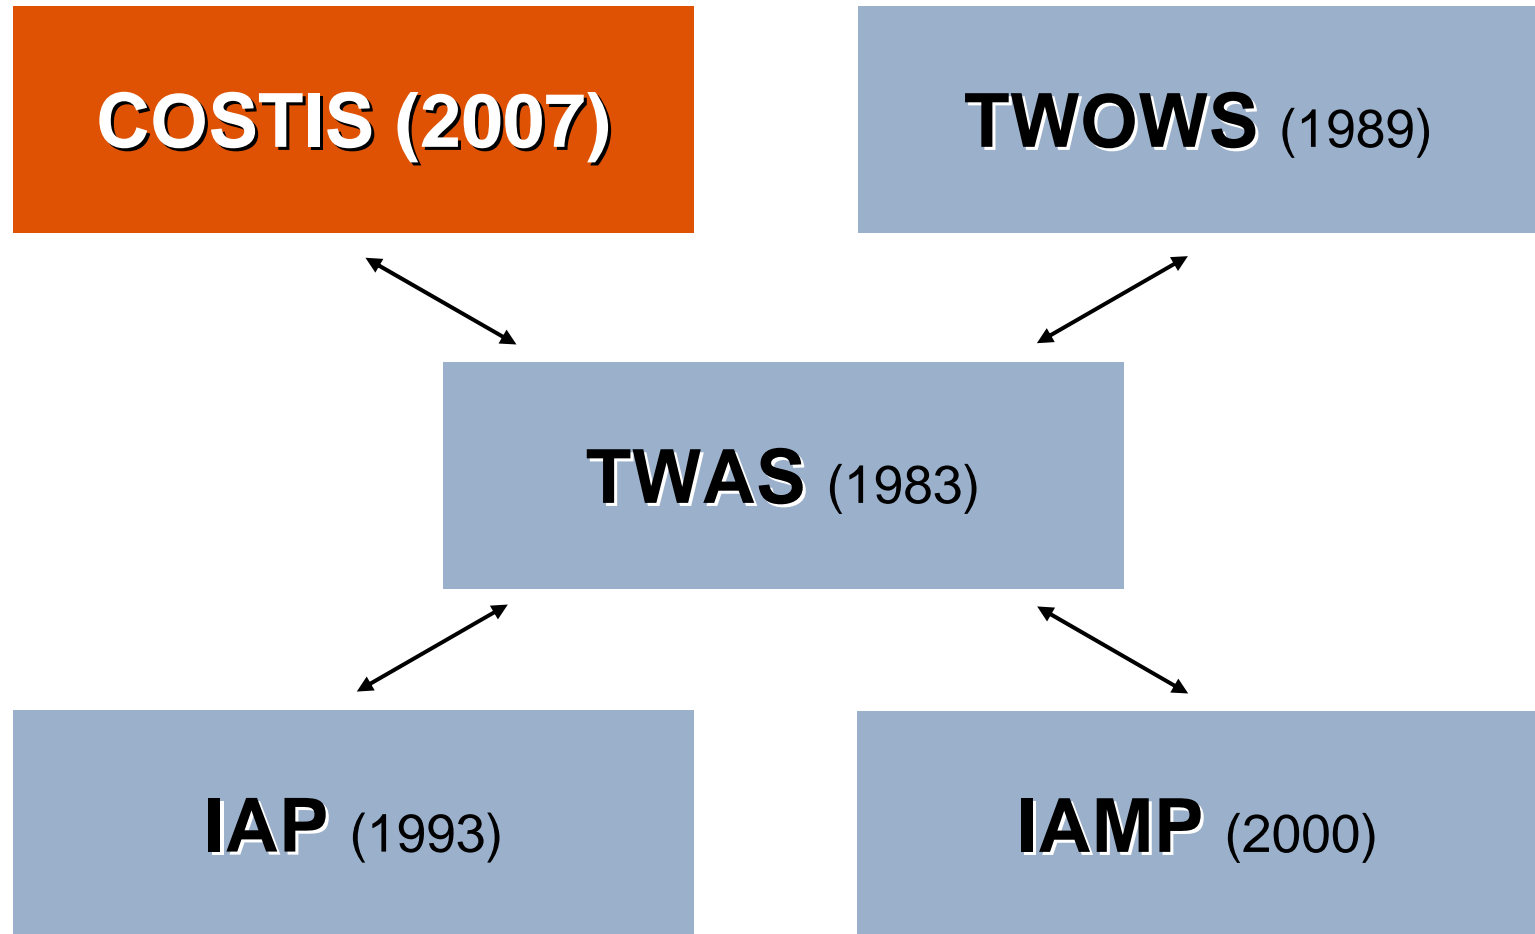 COSTIS (2007)
TWOWS (1989)
TWAS (1983)
IAP (1993)
IAMP (2000)